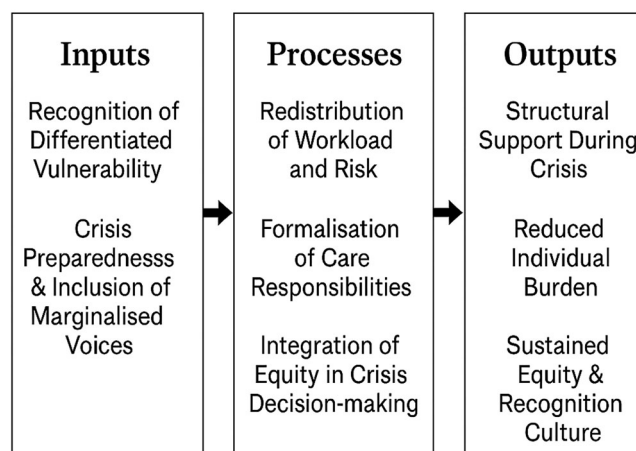 Inputs
Recognition of
Differentiated
Vulnerability
Crisis
Preparednesss
& Inclusion of
Marginalised
Voices
Processes
Redistribution
of Workload
and Risk
Formalisation
of Care
Responsibilities
Integration of
Equity in Crisis
Decision-making
Outputs
Structural
Support During
Crisis
Reduced
Individual
Burden
Sustained
Equity &
Recognition
Culture